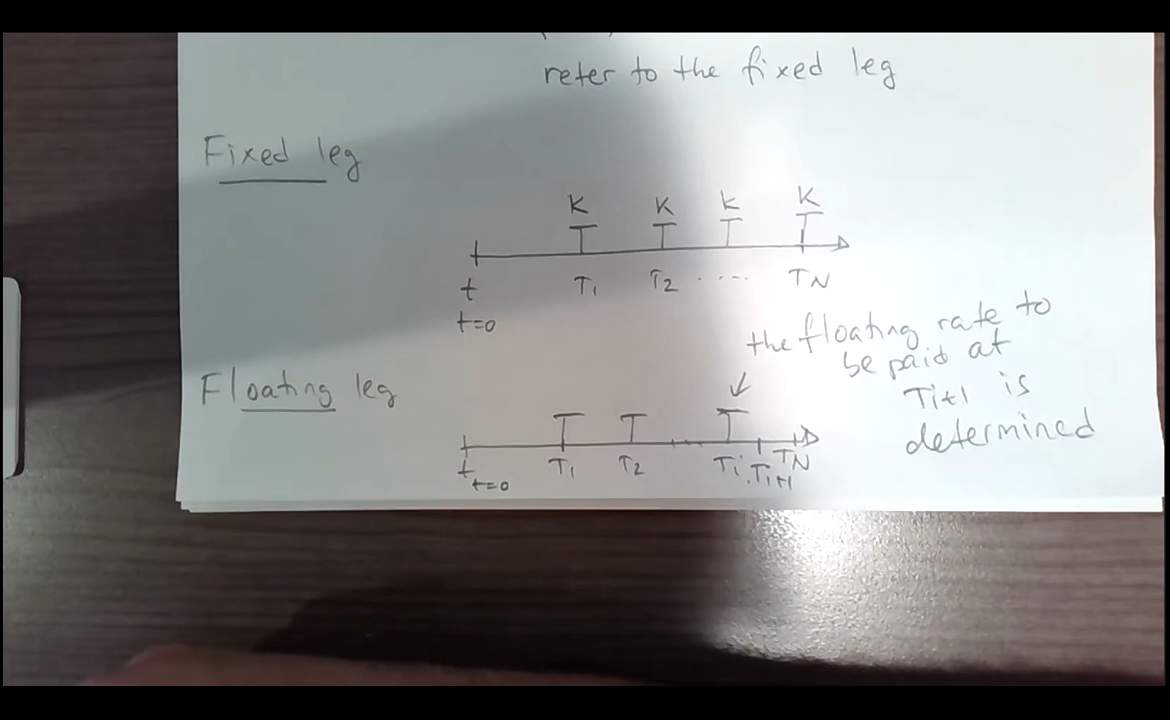 refer to the fixed leg
Fixed leg
K K K K
t T1 T2 ..... TN
t=0
the floating rate to
be paid at
Ti+1 is
determined
Floating leg
t T1 T2 Ti Ti+1 TN
t=0